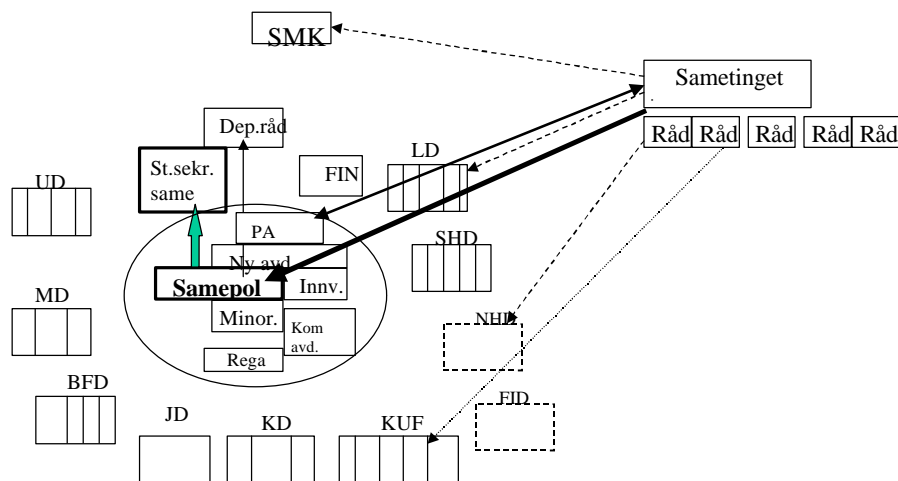 SMK
Sametinget
Råd Råd Råd Råd Råd
Dep.råd
LD
St.sekr.
same
FIN
UD
PA
SHD
Ny avd.
Samepol
Innv.
MD
Minor.
NHD
Kom
avd.
Rega
BFD
FID
JD
KD
KUF